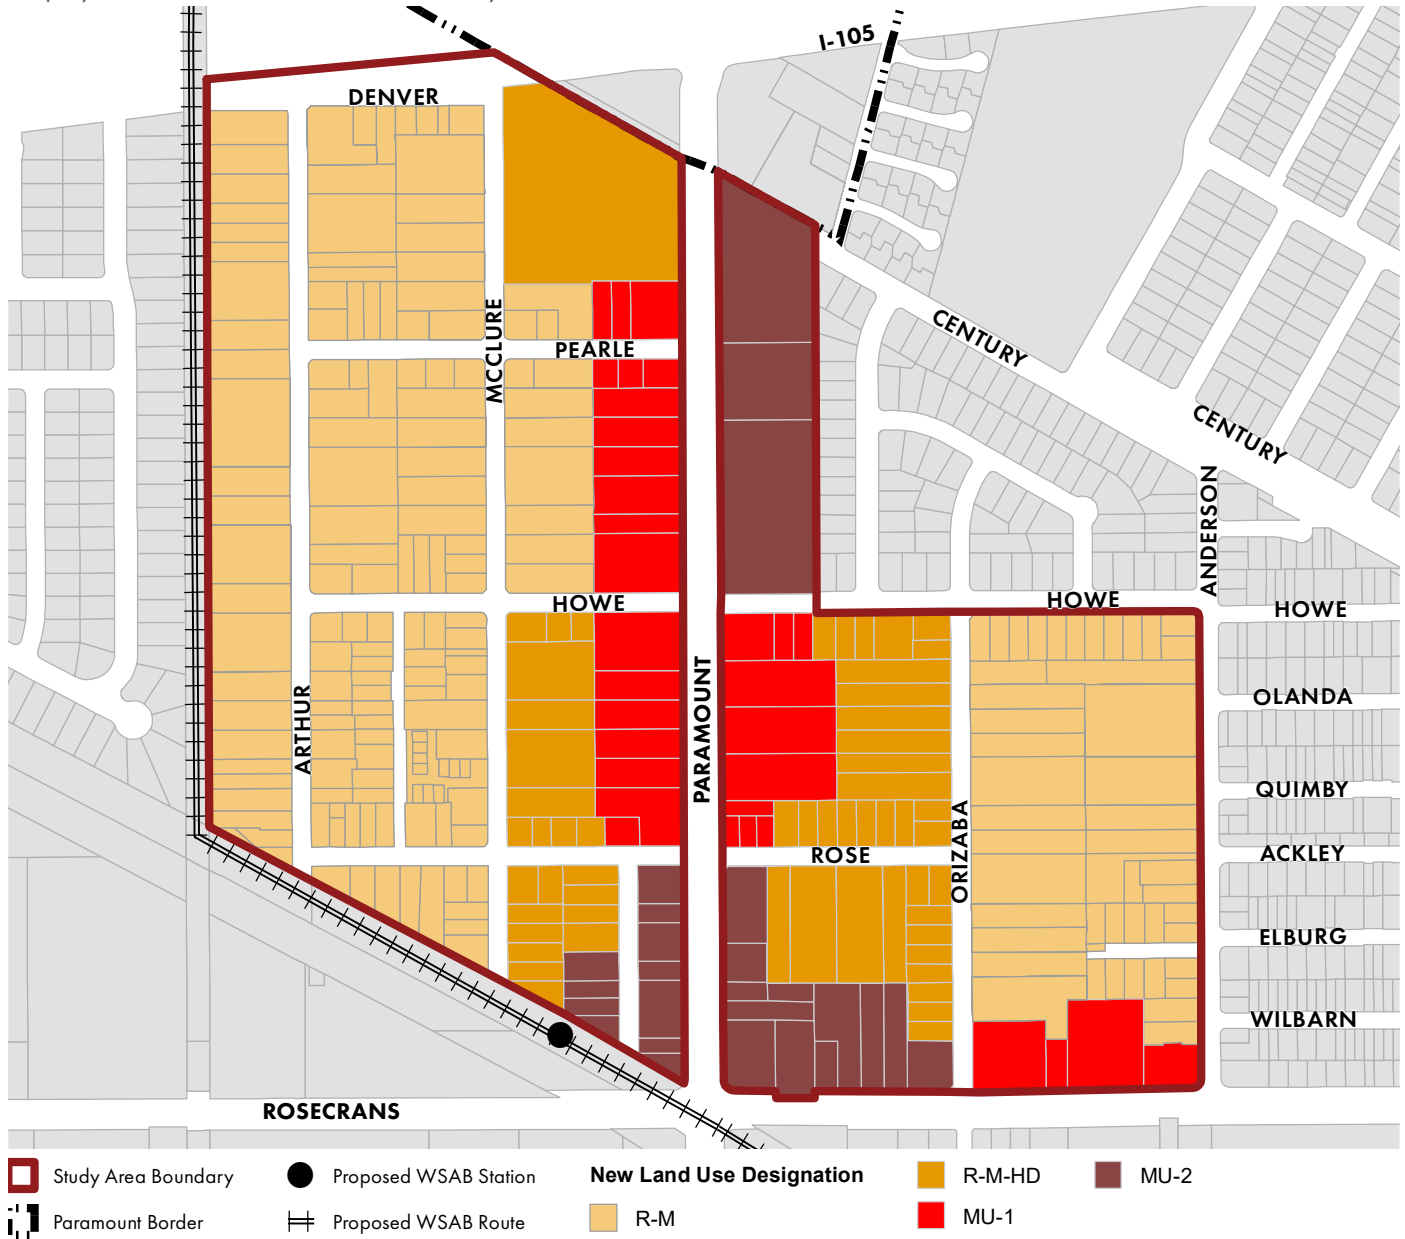 I-105
DENVER
MCCLURE
PEARLE
CENTURY
CENTURY
ANDERSON
HOWE
HOWE
HOWE
OLANDA
ARTHUR
PARAMOUNT
QUIMBY
ORIZABA
ROSE
ACKLEY
ELBURG
WILBARN
ROSECRANS
Study Area Boundary
Proposed WSAB Station
New Land Use Designation
R-M-HD
MU-2
Paramount Border
Proposed WSAB Route
R-M
MU-1